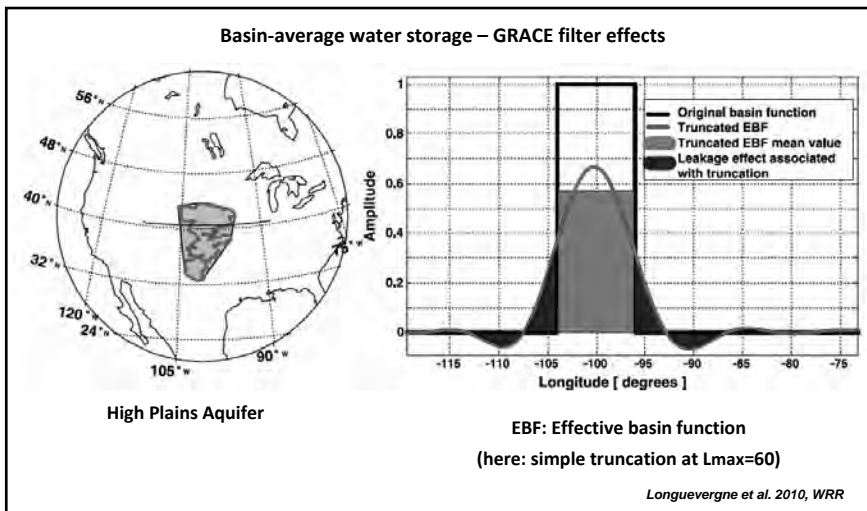 Basin-average water storage – GRACE filter effects
56°N
48°N
40°N
32°N
24°N
120°W
105°W
90°W
75°W
High Plains Aquifer
1
0.8
0.6
0.4
0.2
0
Amplitude
Original basin function
Truncated EBF
Truncated EBF mean value
Leakage effect associated
with truncation
-115 -110 -105 -100 -95 -90 -85 -80 -75
Longitude [ degrees ]
EBF: Effective basin function
(here: simple truncation at Lmax=60)
Longuevergne et al. 2010, WRR